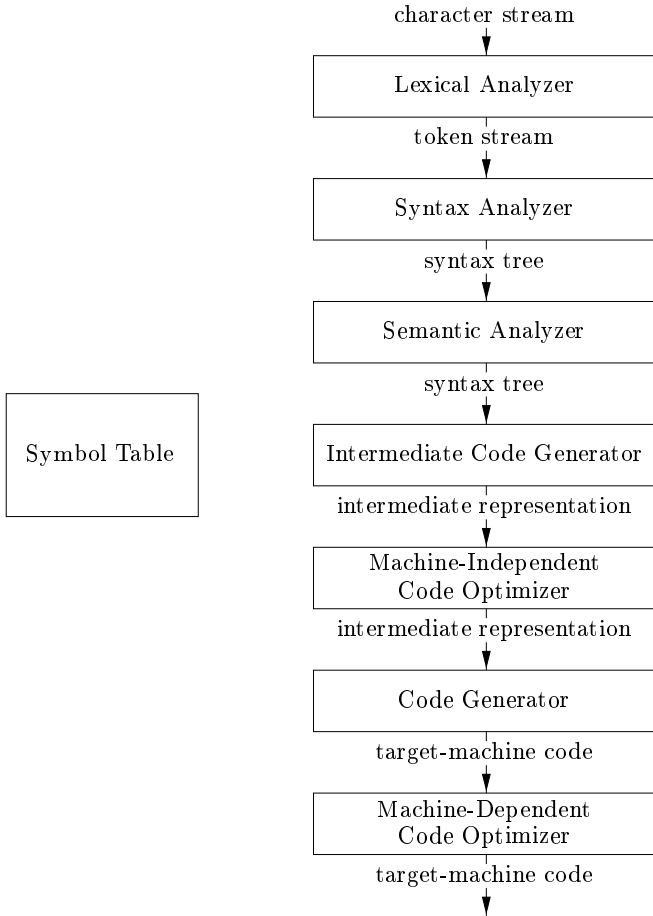 character stream
Lexical Analyzer
token stream
Syntax Analyzer
syntax tree
Semantic Analyzer
syntax tree
Symbol Table
Intermediate Code Generator
intermediate representation
Machine-Independent
Code Optimizer
intermediate representation
Code Generator
target-machine code
Machine-Dependent
Code Optimizer
target-machine code